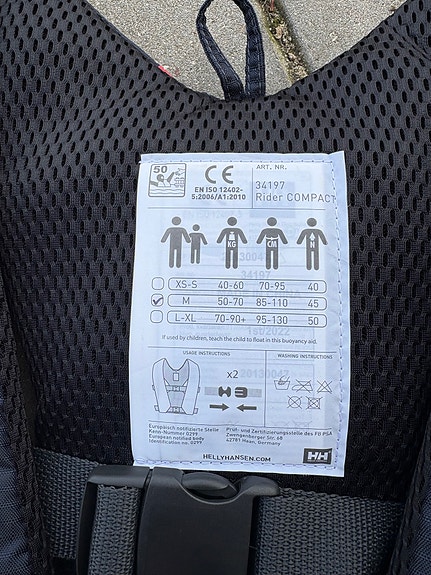 50
CE
EN ISO 12402-
5:2006/A1:2010
ART. NR.
34197
Rider COMPACT
KG
CM
N
XS-S 40-60 70-95 40
M 50-70 85-110 45
L-XL 70-90+ 95-130 50
If used by children, teach the child to float in this buoyancy aid.
USAGE INSTRUCTIONS
WASHING INSTRUCTIONS
x2
Europäisch notifizierte Stelle
Kenn-Nummer 0299
European notified body
Identification no. 0299
Prüf- und Zertifizierungsstelle des FB PSA
Zwengenberger Str. 68
42781 Haan, Germany
HELLYHANSEN.COM
HH